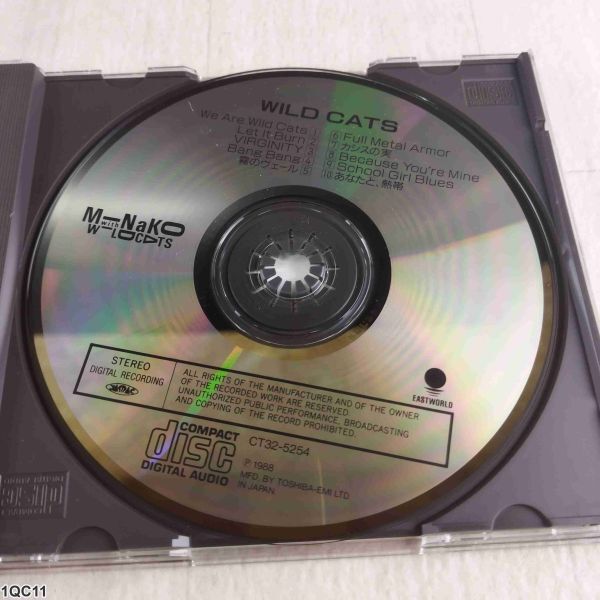 WILD CATS
We Are Wild Cats 1
Let it Burn 2
VIRGINITY 3
Bang Bang 4
霧のヴェール 5
6 Full Metal Armor
7 カシスの実
8 Because You're Mine
9 School Girl Blues
10 あなたと、熱帯
MINaKO
with
WILDCATS
STEREO
DIGITAL RECORDING
ALL RIGHTS OF THE MANUFACTURER AND OF THE OWNER
OF THE RECORDED WORK ARE RESERVED.
UNAUTHORIZED PUBLIC PERFORMANCE, BROADCASTING
AND COPYING OF THE RECORD PROHIBITED.
EASTWORLD
COMPACT
disc
DIGITAL AUDIO
CT32-5254
℗ 1988
MFD. BY TOSHIBA-EMI LTD.
IN JAPAN
COMPACT
disc
DIGITAL AUDIO
1QC11